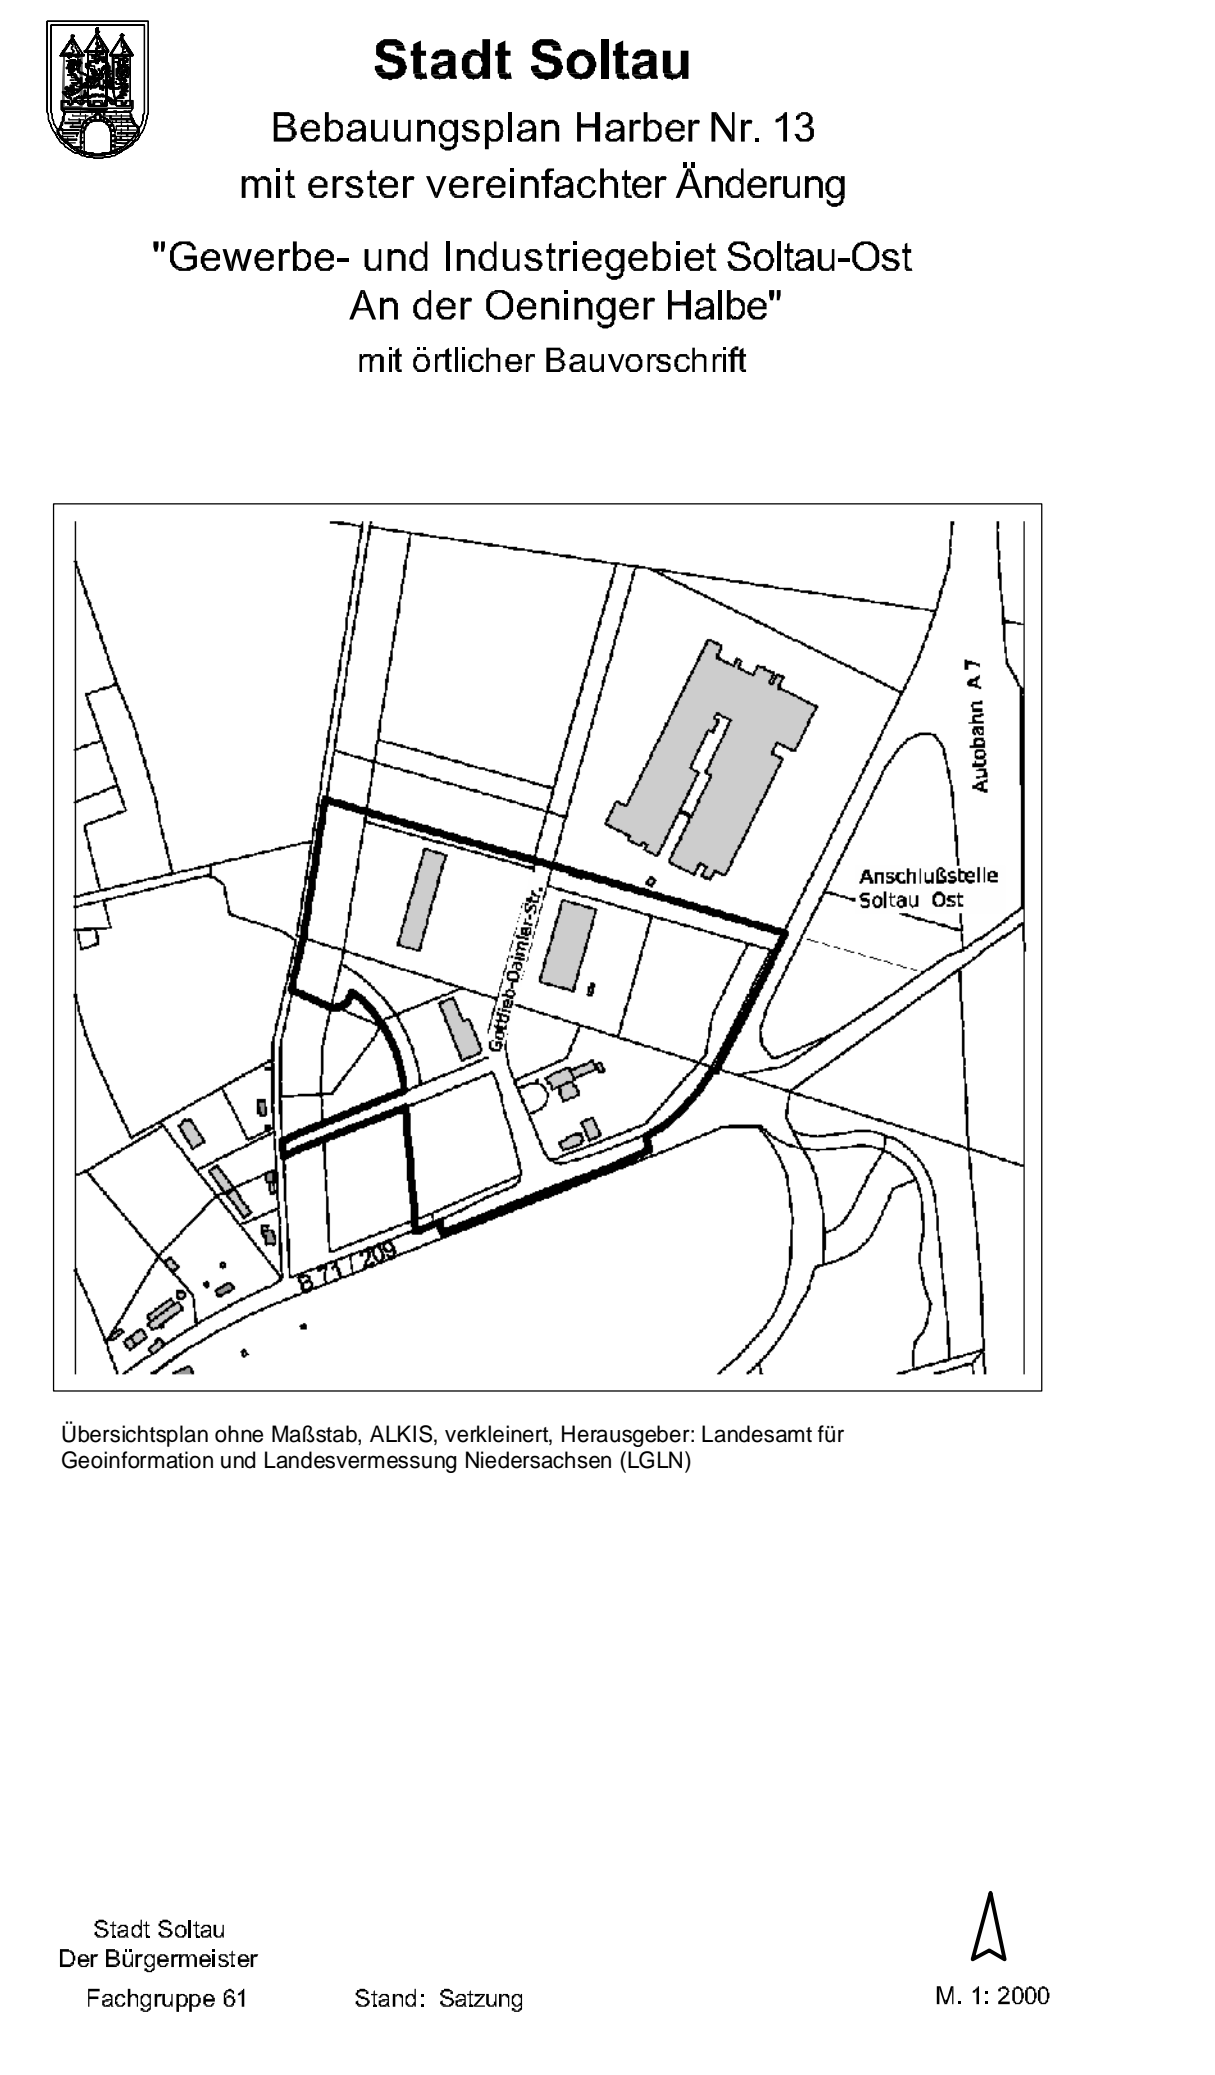 Stadt Soltau
Bebauungsplan Harber Nr. 13
mit erster vereinfachter Änderung
"Gewerbe- und Industriegebiet Soltau-Ost
An der Oeninger Halbe"
mit örtlicher Bauvorschrift
Autobahn A 7
Anschlußstelle
Soltau Ost
Gottlieb-Daimler-Str.
B 71 / 209
Übersichtsplan ohne Maßstab, ALKIS, verkleinert, Herausgeber: Landesamt für
Geoinformation und Landesvermessung Niedersachsen (LGLN)
Stadt Soltau
Der Bürgermeister
Fachgruppe 61
Stand: Satzung
M. 1: 2000